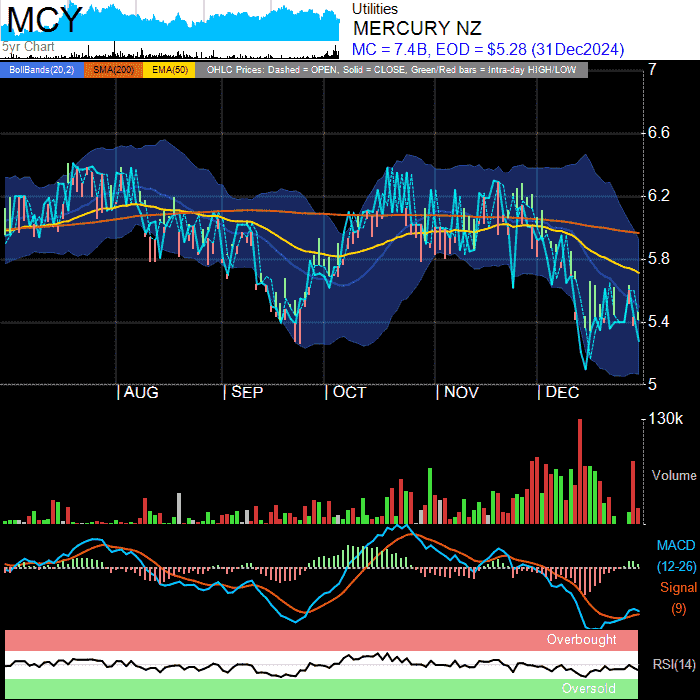 MCY
5yr Chart
Utilities
MERCURY NZ
MC = 7.4B, EOD = $5.28 (31Dec2024)
BollBands(20,2) SMA(200) EMA(50) OHLC Prices: Dashed = OPEN, Solid = CLOSE, Green/Red bars = Intra-day HIGH/LOW
7
6.6
6.2
5.8
5.4
5
AUG SEP OCT NOV DEC
130k
Volume
MACD
(12-26)
Signal
(9)
Overbought
RSI(14)
Oversold